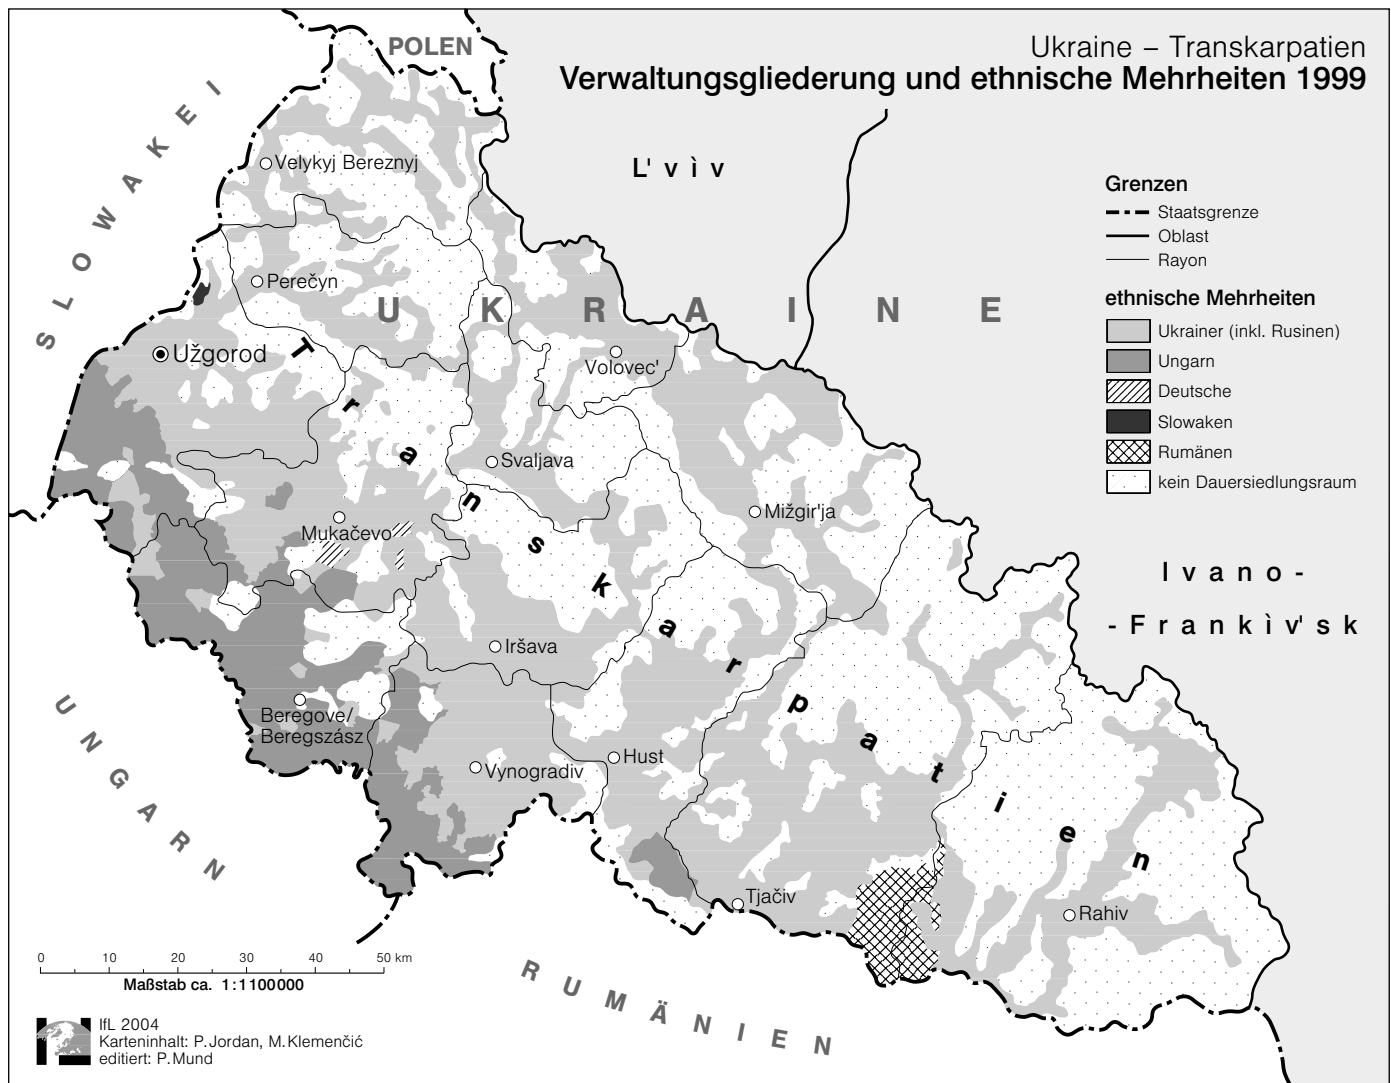 Ukraine – Transkarpatien
Verwaltungsgliederung und ethnische Mehrheiten 1999
POLEN
SLOWAKEI
L'vìv
Velykyj Bereznyj
Grenzen
Staatsgrenze
Oblast
Rayon
Perečyn
UKRAINE
ethnische Mehrheiten
Ukrainer (inkl. Rusinen)
Ungarn
Deutsche
Slowaken
Rumänen
kein Dauersiedlungsraum
Užgorod
Transkarpatien
Volovec'
Svaljava
Mižgir'ja
Mukačevo
Ivano-
-Frankìv'sk
Iršava
UNGARN
Beregove/
Beregszász
Hust
Vynogradiv
Tjačiv
Rahiv
RUMÄNIEN
0 10 20 30 40 50 km
Maßstab ca. 1:1100000
IfL 2004
Karteninhalt: P.Jordan, M.Klemenčić
editiert: P.Mund